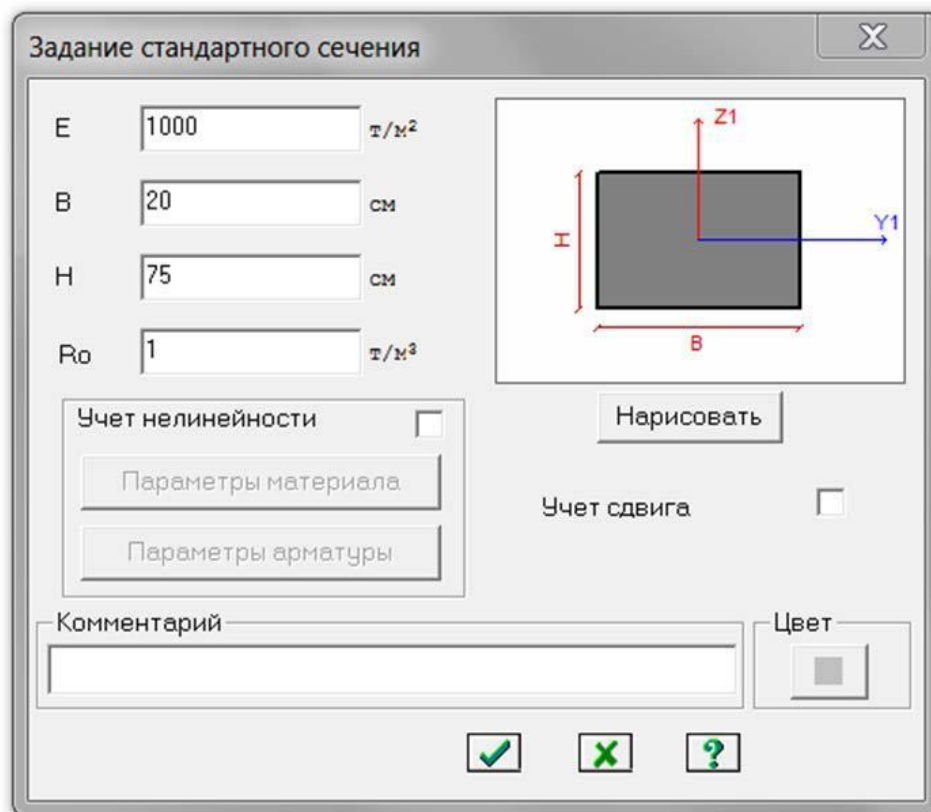 Задание стандартного сечения
E 1000 т/м²
B 20 см
H 75 см
Ro 1 т/м³
Z1
Y1
H
B
Нарисовать
Учет нелинейности
Параметры материала
Параметры арматуры
Учет сдвига
Комментарий
Цвет
?